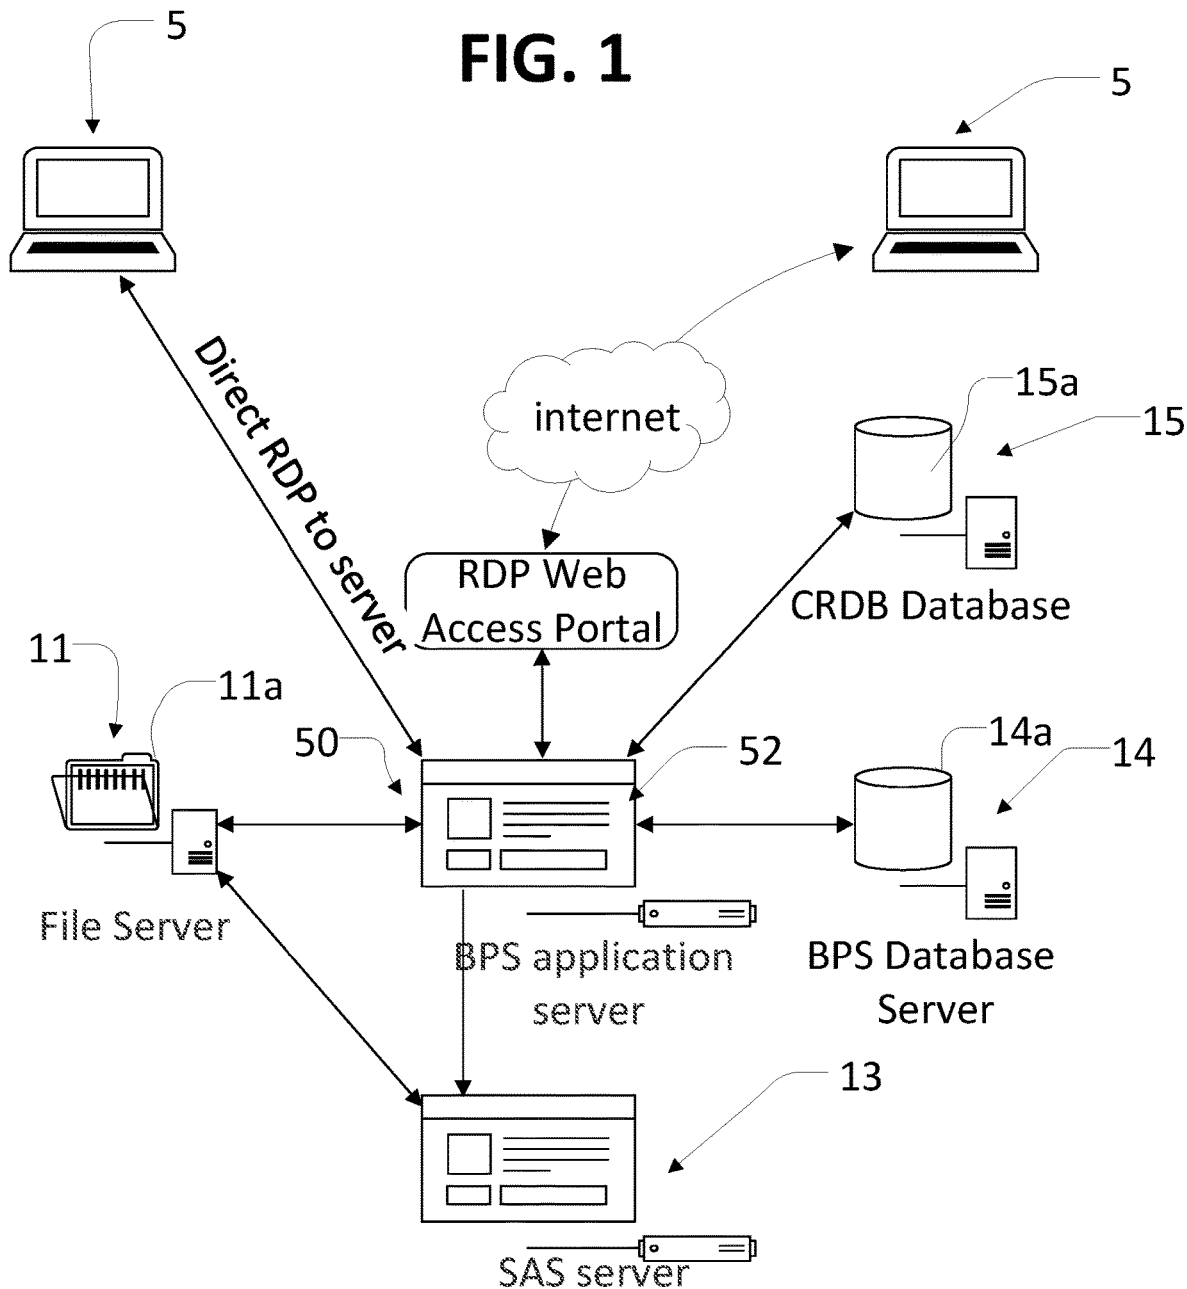 5
FIG. 1
5
Direct RDP to server
internet
15a
15
RDP Web
Access Portal
CRDB Database
11
11a
50
52
14a
14
File Server
BPS application
server
BPS Database
Server
13
SAS server